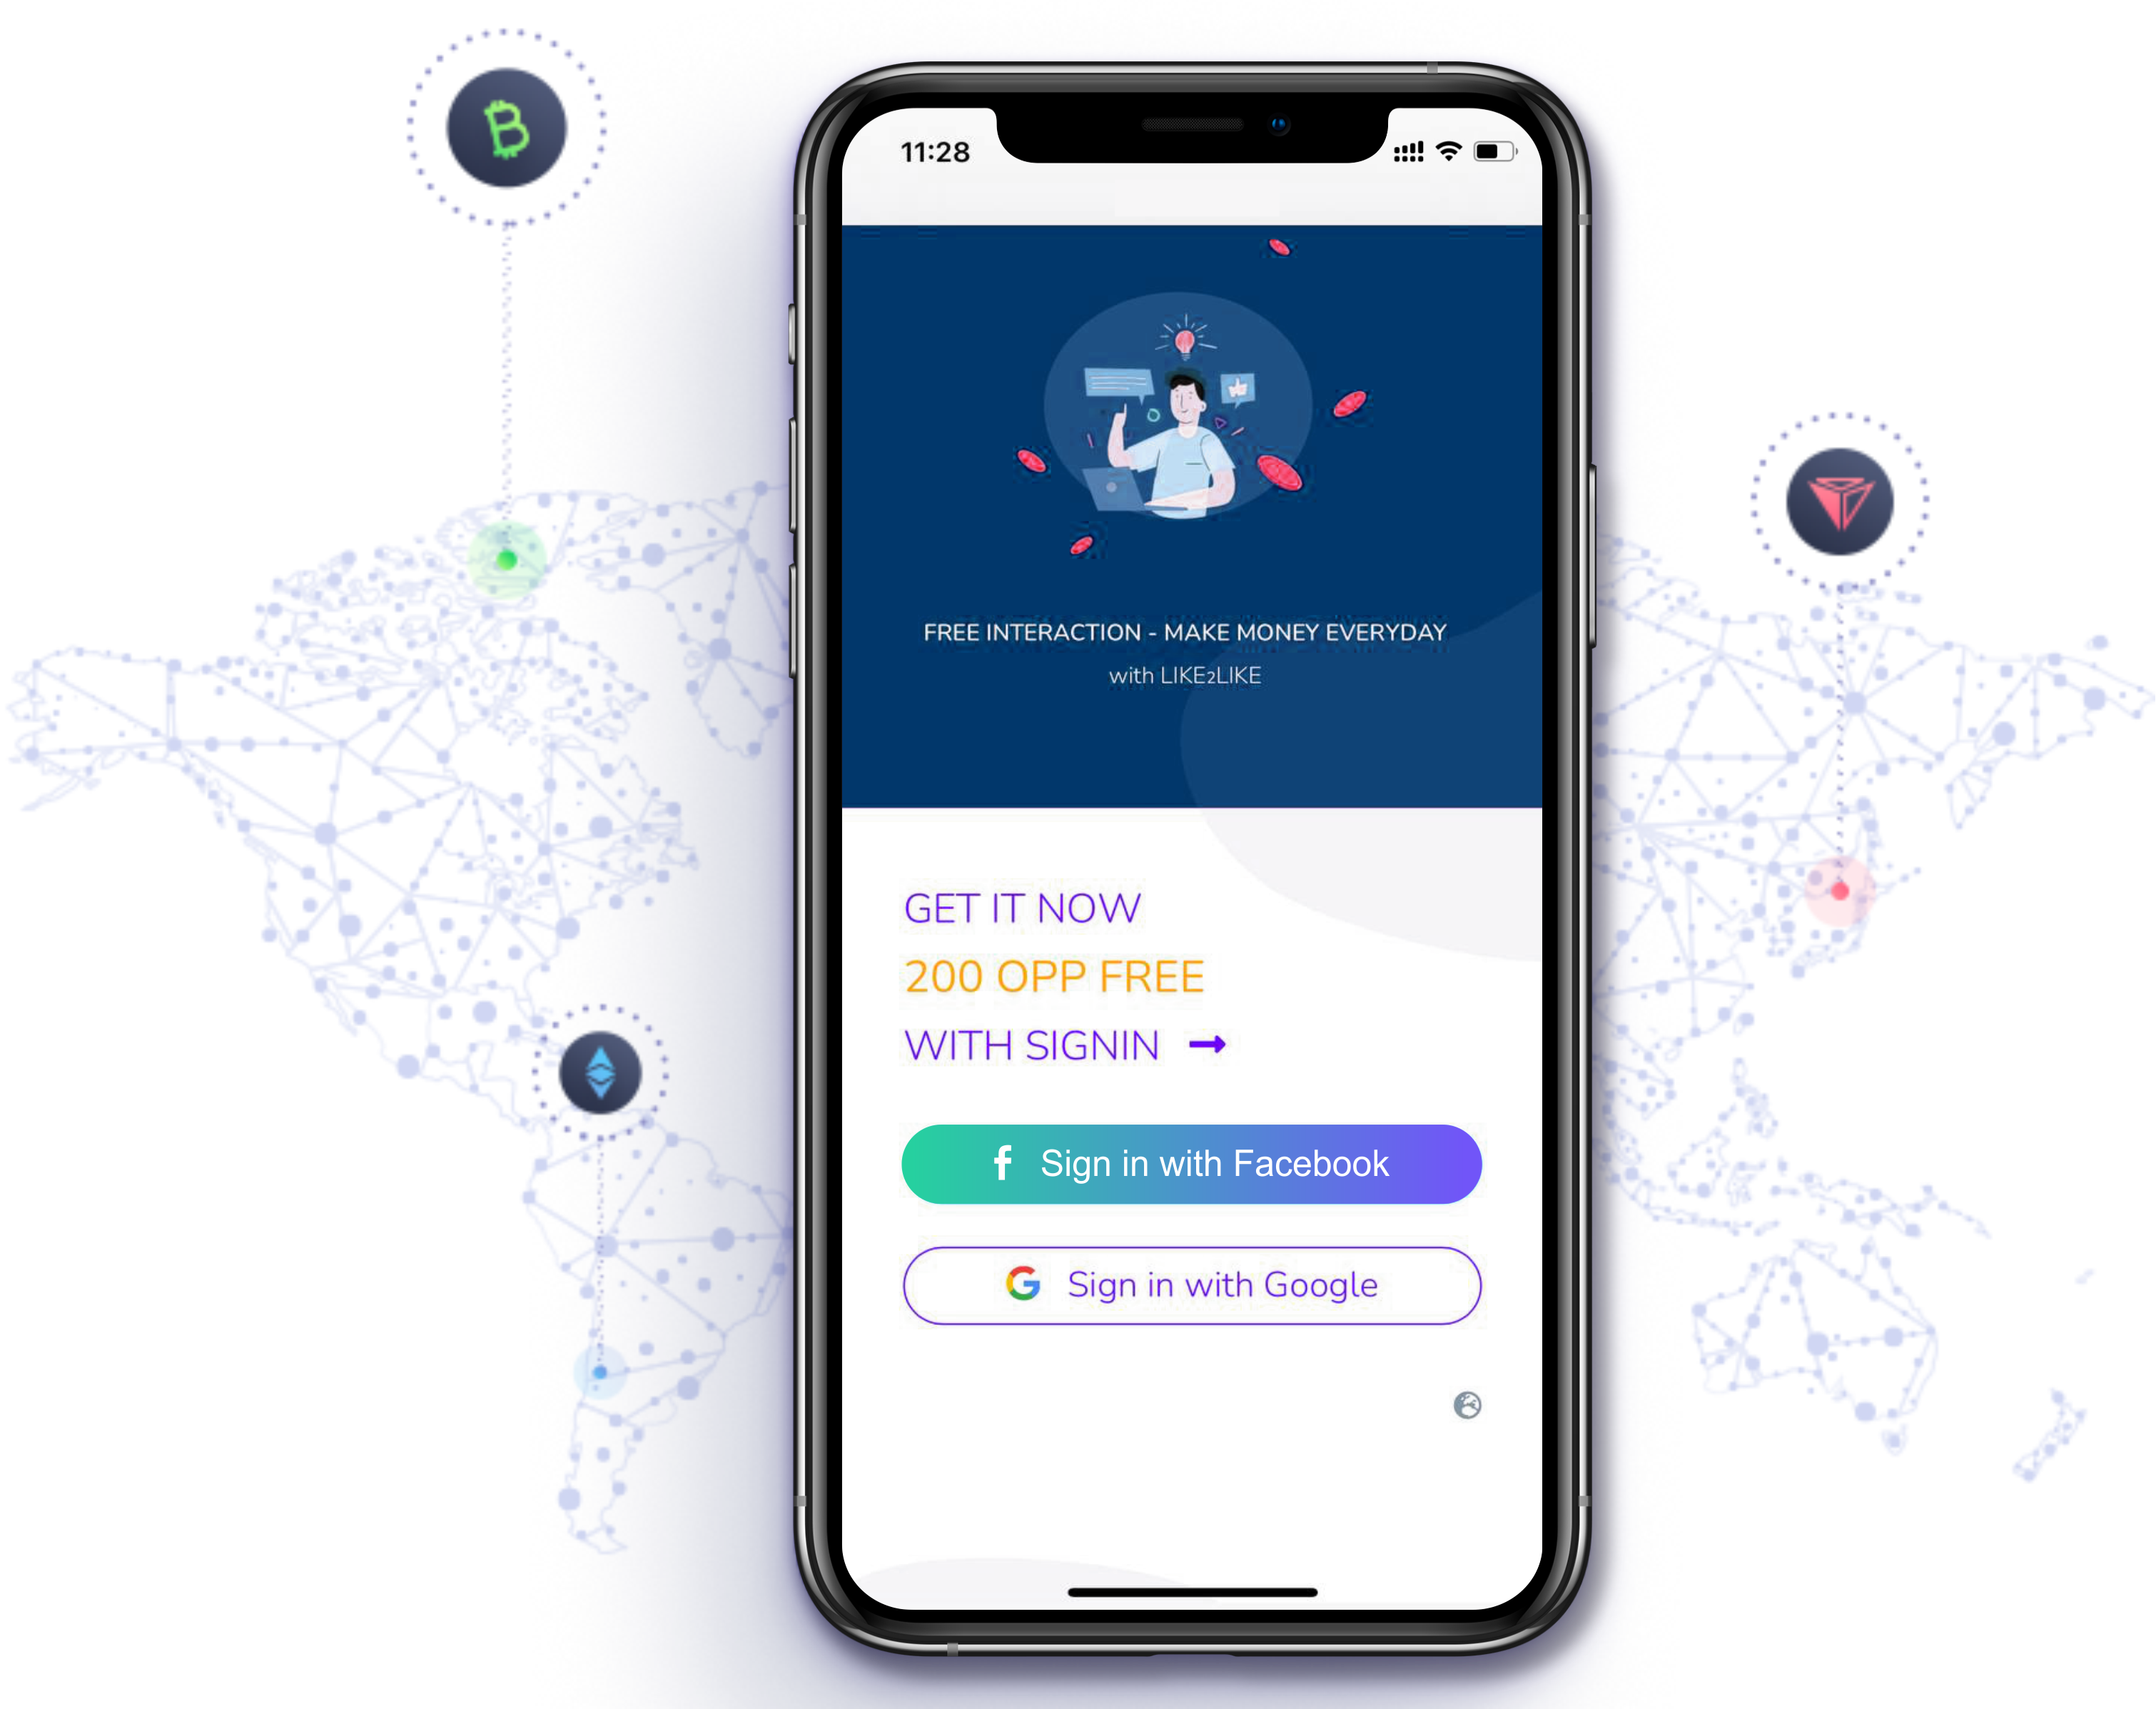 11:28
FREE INTERACTION - MAKE MONEY EVERYDAY
with LIKE2LIKE
GET IT NOW
200 OPP FREE
WITH SIGNIN
Sign in with Facebook
Sign in with Google